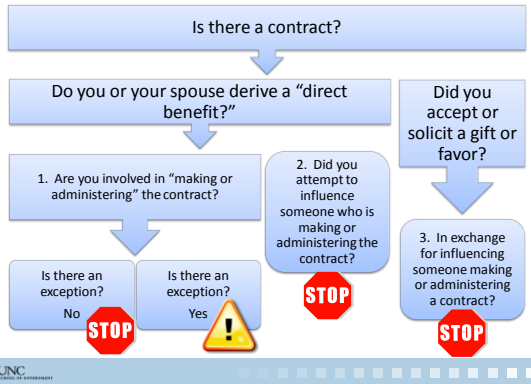 Is there a contract?
Do you or your spouse derive a “direct
benefit?”
Did you
accept or
solicit a gift or
favor?
1. Are you involved in “making or
administering” the contract?
2. Did you
attempt to
influence
someone who is
making or
administering the
contract?
3. In exchange
for influencing
someone making
or administering
a contract?
Is there an
exception?
No
Is there an
exception?
Yes
STOP
!
STOP
STOP
UNC
SCHOOL OF GOVERNMENT